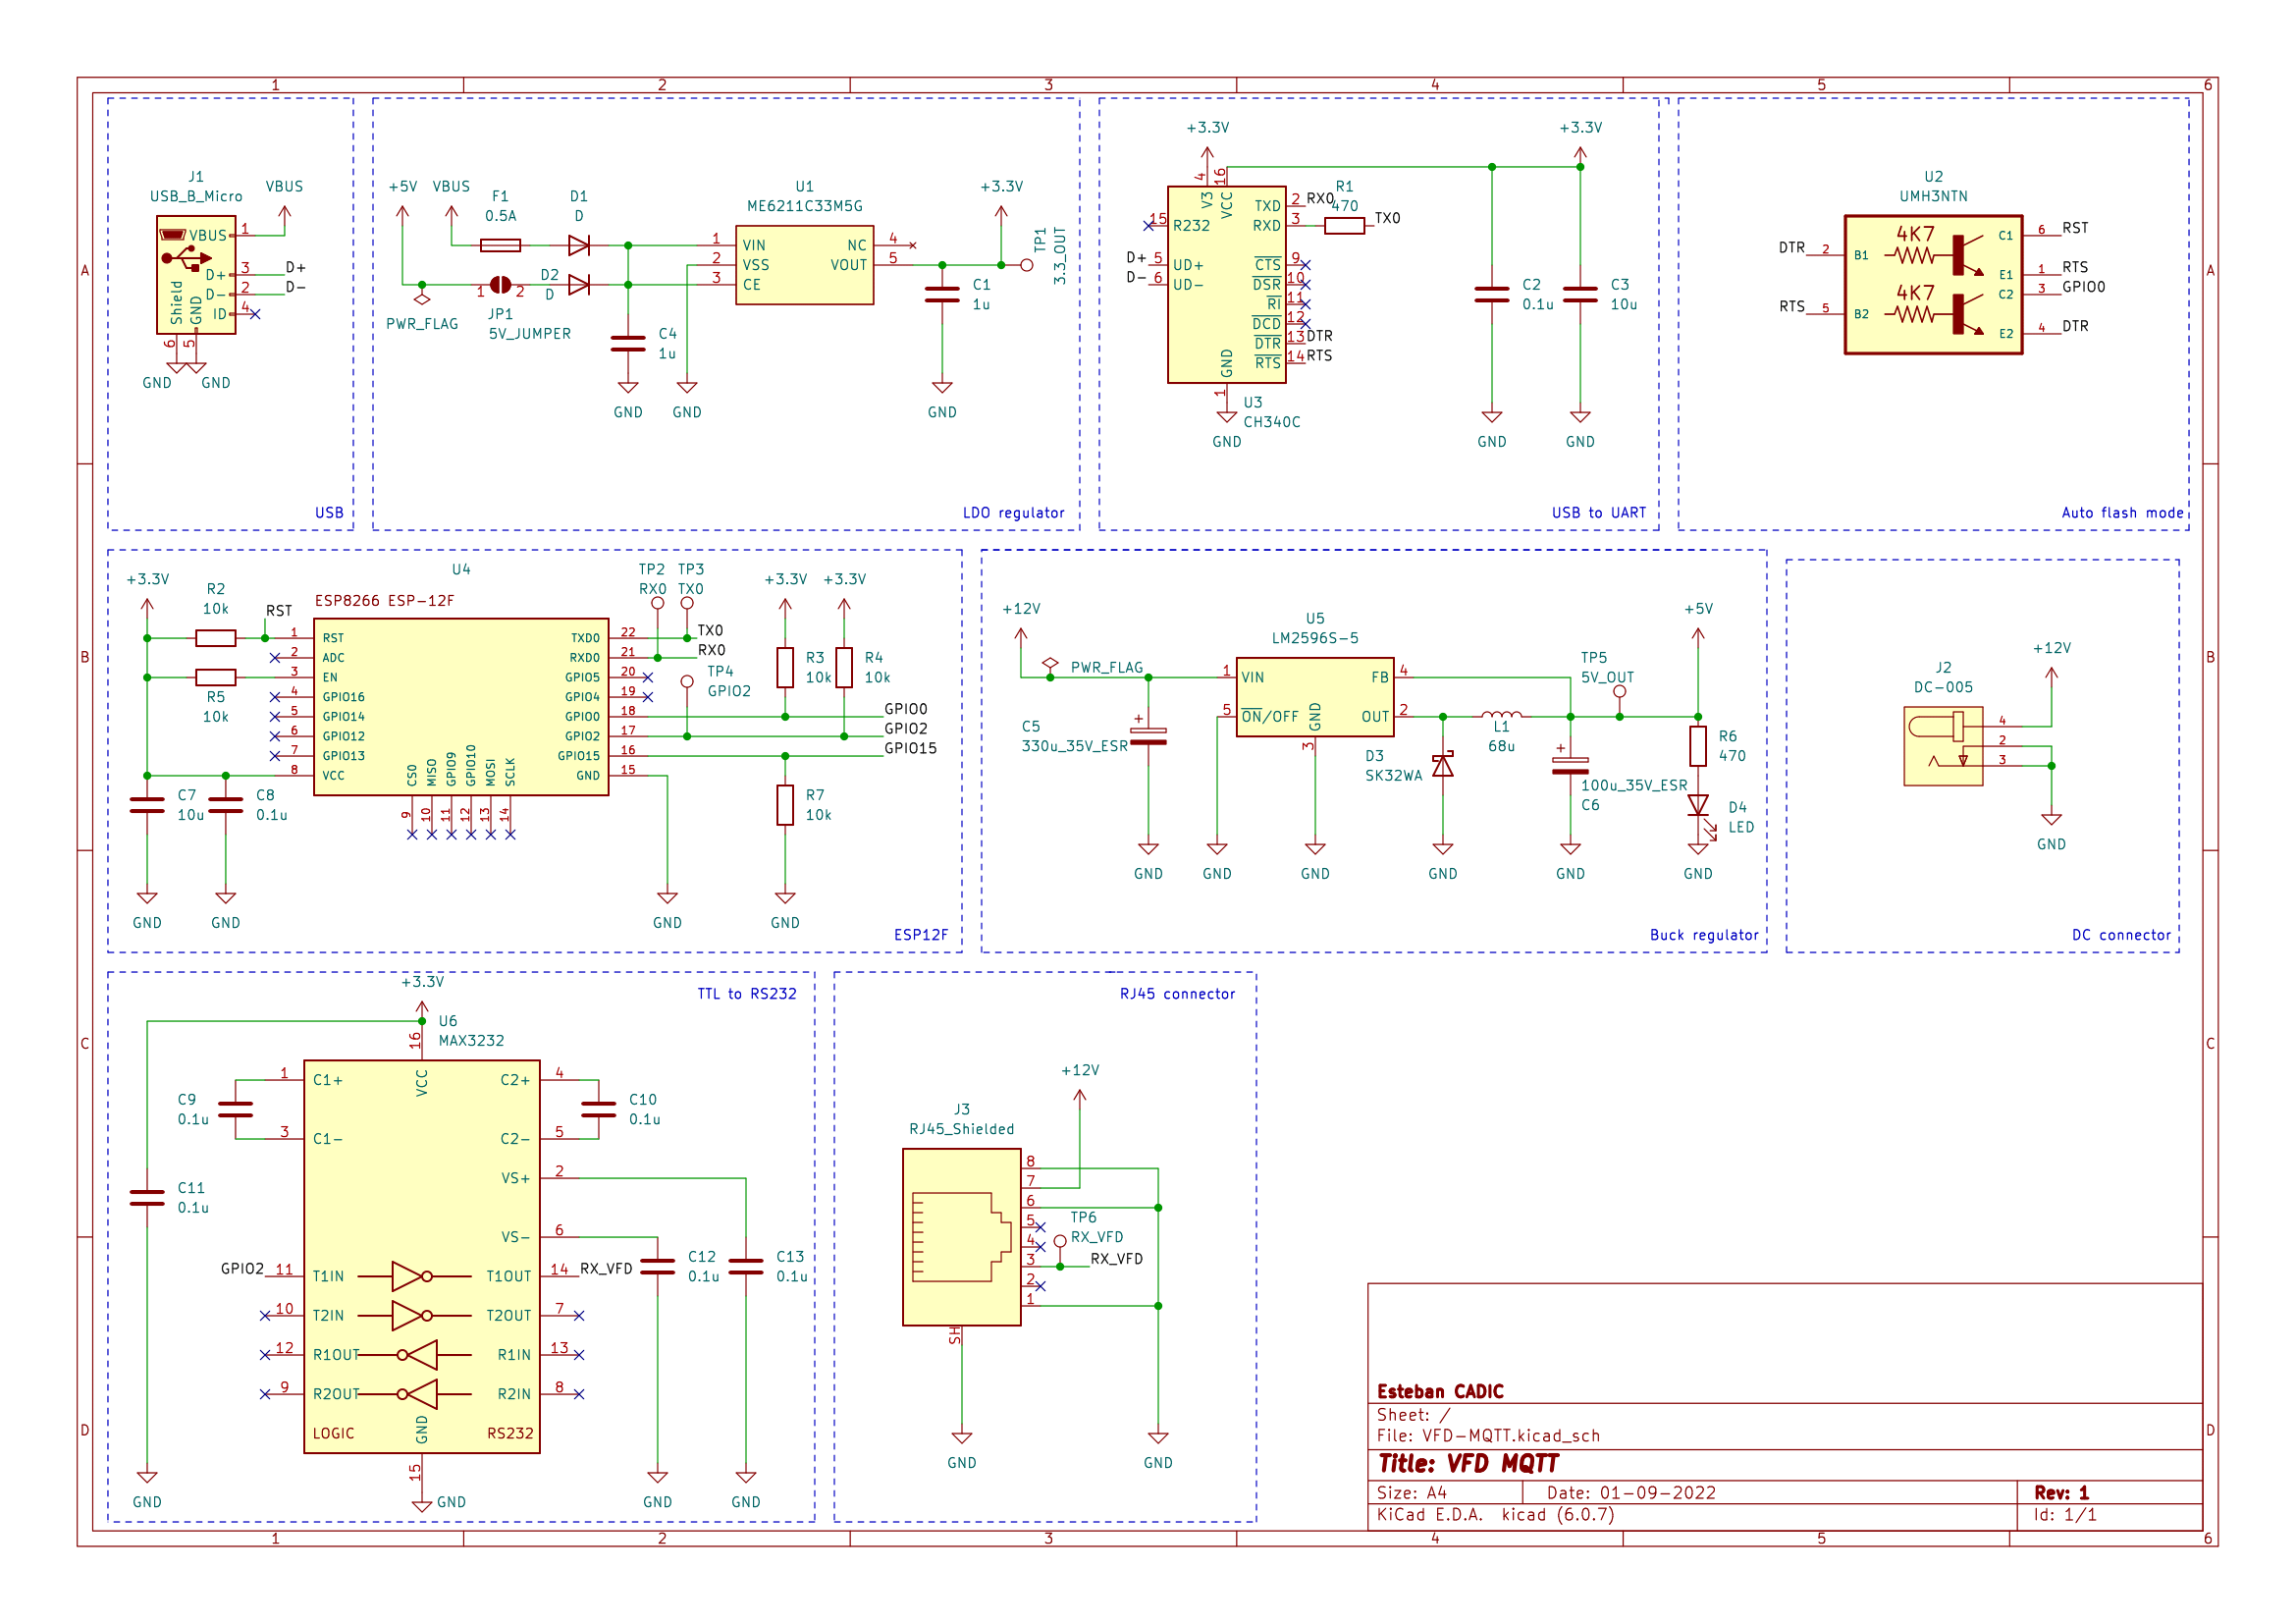 1 2 3 4 5 6
A
J1
USB_B_Micro
VBUS
VBUS 1
D+ 3 D+
D- 2 D-
ID 4
Shield
GND
6 5
GND GND
USB
+5V VBUS
F1
0.5A
D1
D
D2
D
JP1
5V_JUMPER
1 2
PWR_FLAG
C4
1u
GND GND
U1
ME6211C33M5G
1 VIN NC 4
2 VSS VOUT 5
3 CE
C1
1u
GND
+3.3V
TP1
3.3_OUT
LDO regulator
+3.3V
4 16
V3 VCC
15 R232
D+ 5 UD+
D- 6 UD-
TXD 2 RX0
RXD 3
R1
470
TX0
CTS 9
DSR 10
RI 11
DCD 12
DTR 13 DTR
RTS 14 RTS
GND
1
U3
CH340C
GND
+3.3V
C2
0.1u
C3
10u
GND GND
USB to UART
U2
UMH3NTN
DTR 2 B1 4K7 C1 6 RST
E1 1 RTS
C2 3 GPIO0
RTS 5 B2 4K7 E2 4 DTR
Auto flash mode
A
B
+3.3V
R2
10k
RST
R5
10k
C7
10u
C8
0.1u
GND GND
U4
ESP8266 ESP-12F
1 RST TXD0 22
2 ADC RXD0 21
3 EN GPIO5 20
4 GPIO16 GPIO4 19
5 GPIO14 GPIO0 18
6 GPIO12 GPIO2 17
7 GPIO13 GPIO15 16
8 VCC GND 15
CS0 MISO GPIO9 GPIO10 MOSI SCLK
9 10 11 12 13 14
TP2
RX0
TP3
TX0
TX0
RX0
TP4
GPIO2
+3.3V +3.3V
R3
10k
R4
10k
GPIO0
GPIO2
GPIO15
R7
10k
GND GND
ESP12F
+12V
PWR_FLAG
C5
330u_35V_ESR
U5
LM2596S-5
1 VIN FB 4
5 ON/OFF OUT 2
GND
3
D3
SK32WA
L1
68u
TP5
5V_OUT
+5V
100u_35V_ESR
C6
R6
470
D4
LED
GND GND GND GND GND GND
Buck regulator
J2
DC-005
+12V
4
2
3
GND
DC connector
B
C
+3.3V
U6
MAX3232
16
VCC
1 C1+ C2+ 4
3 C1- C2- 5
VS+ 2
VS- 6
GPIO2 11 T1IN T1OUT 14 RX_VFD
10 T2IN T2OUT 7
12 R1OUT R1IN 13
9 R2OUT R2IN 8
LOGIC GND RS232
15
C9
0.1u
C10
0.1u
C11
0.1u
C12
0.1u
C13
0.1u
GND GND GND GND
TTL to RS232
RJ45 connector
+12V
J3
RJ45_Shielded
8
7
6
5
4
3
2
1
SH
TP6
RX_VFD
RX_VFD
GND GND
C
D
Esteban CADIC
Sheet: /
File: VFD-MQTT.kicad_sch
Title: VFD MQTT
Size: A4 Date: 01-09-2022 Rev: 1
KiCad E.D.A. kicad (6.0.7) Id: 1/1
D
1 2 3 4 5 6